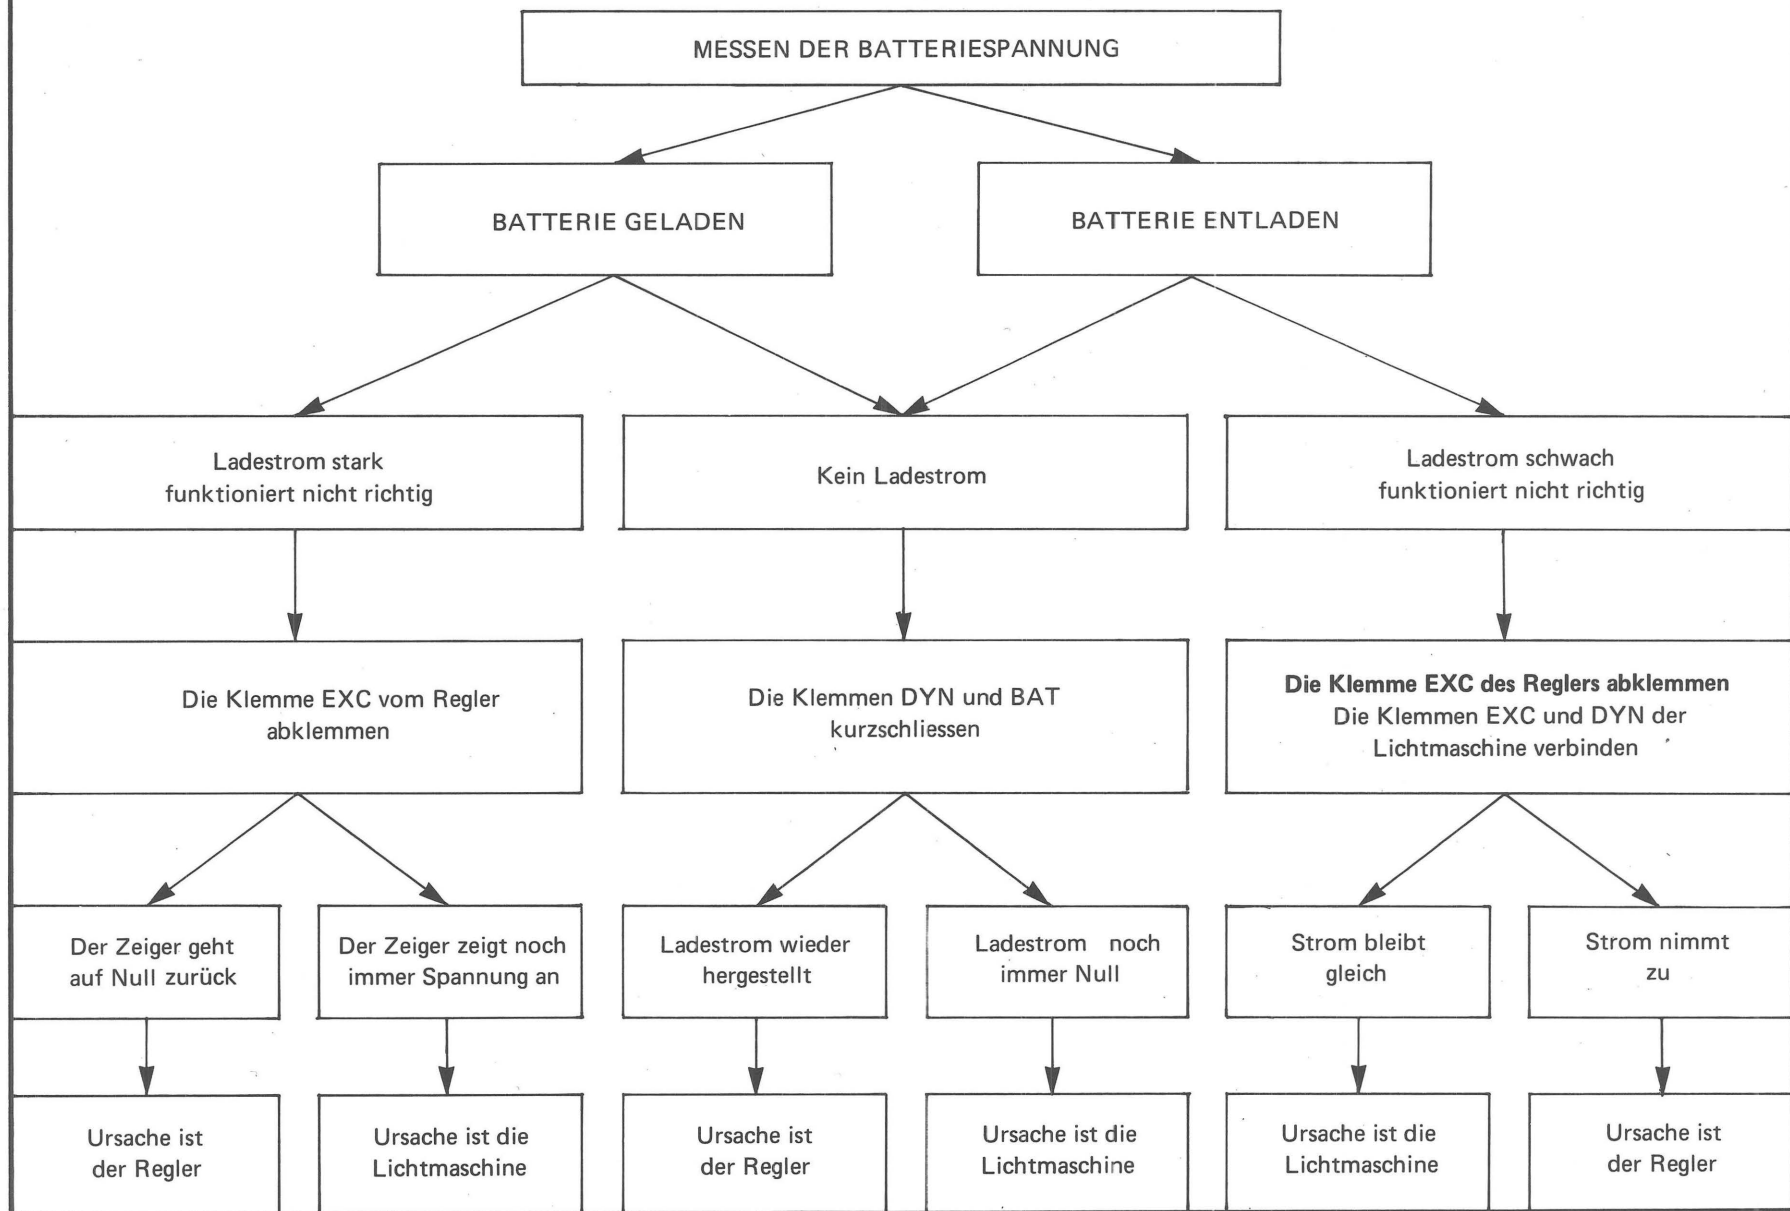 MESSEN DER BATTERIESPANNUNG
BATTERIE GELADEN
BATTERIE ENTLADEN
Ladestrom stark
funktioniert nicht richtig
Kein Ladestrom
Ladestrom schwach
funktioniert nicht richtig
Die Klemme EXC vom Regler
abklemmen
Die Klemmen DYN und BAT
kurzschliessen
Die Klemme EXC des Reglers abklemmen
Die Klemmen EXC und DYN der
Lichtmaschine verbinden
Der Zeiger geht
auf Null zurück
Der Zeiger zeigt noch
immer Spannung an
Ladestrom wieder
hergestellt
Ladestrom noch
immer Null
Strom bleibt
gleich
Strom nimmt
zu
Ursache ist
der Regler
Ursache ist die
Lichtmaschine
Ursache ist
der Regler
Ursache ist die
Lichtmaschine
Ursache ist die
Lichtmaschine
Ursache ist
der Regler